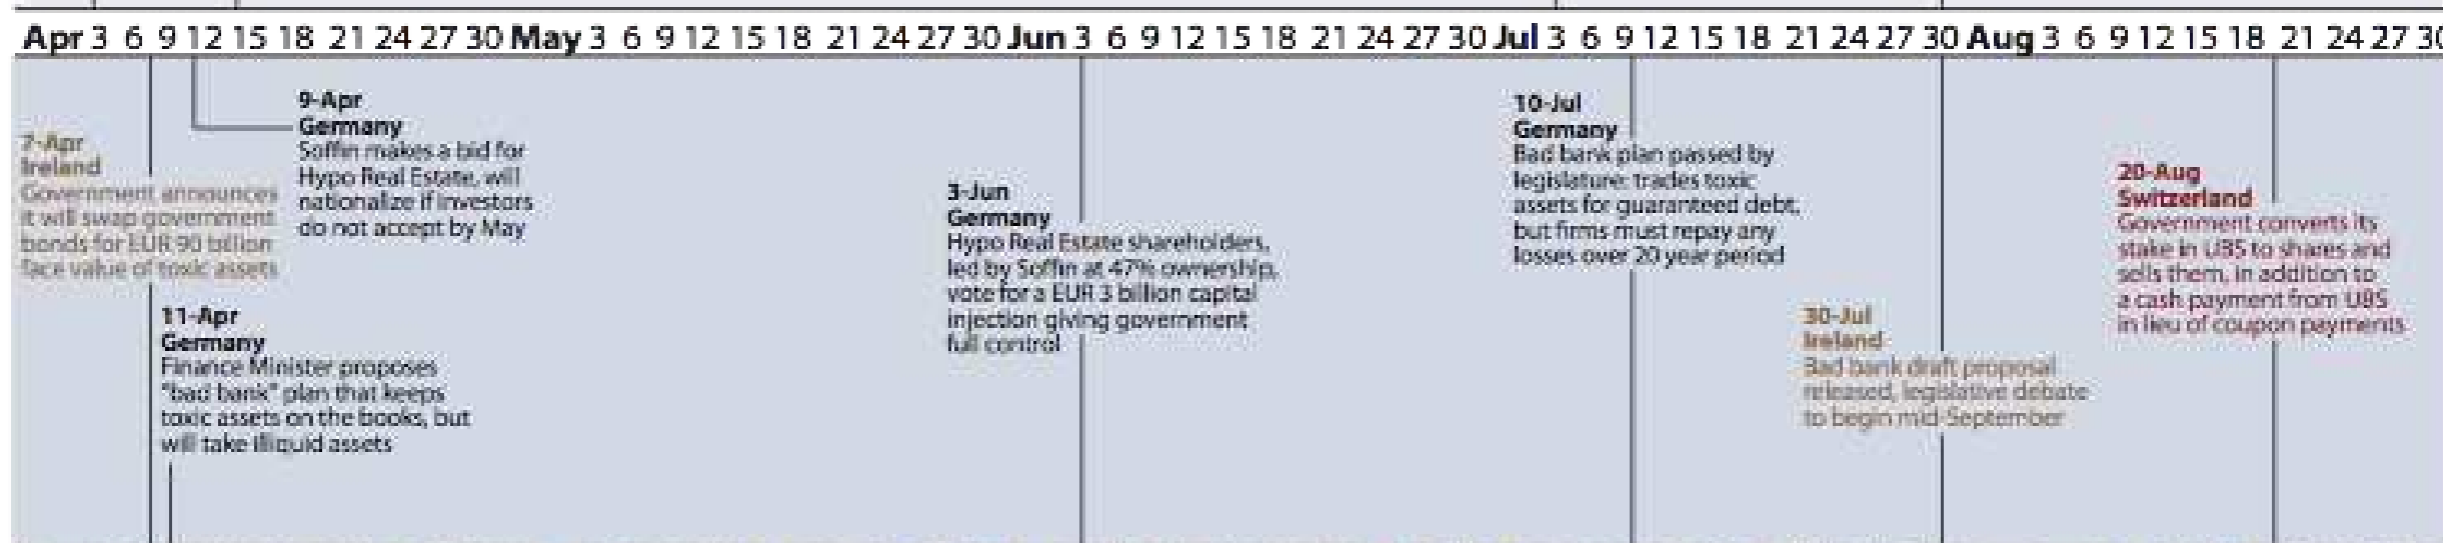 Apr 3 6 9 12 15 18 21 24 27 30 May 3 6 9 12 15 18 21 24 27 30 Jun 3 6 9 12 15 18 21 24 27 30 Jul 3 6 9 12 15 18 21 24 27 30 Aug 3 6 9 12 15 18 21 24 27 30
7-Apr
Ireland
Government announces
it will swap government
bonds for EUR 90 billion
face value of toxic assets
9-Apr
Germany
Soffin makes a bid for
Hypo Real Estate, will
nationalize if investors
do not accept by May
11-Apr
Germany
Finance Minister proposes
"bad bank" plan that keeps
toxic assets on the books, but
will take illiquid assets
3-Jun
Germany
Hypo Real Estate shareholders,
led by Soffin at 47% ownership,
vote for a EUR 3 billion capital
injection giving government
full control
10-Jul
Germany
Bad bank plan passed by
legislature: trades toxic
assets for guaranteed debt,
but firms must repay any
losses over 20 year period
30-Jul
Ireland
Bad bank draft proposal
released, legislative debate
to begin mid-September
20-Aug
Switzerland
Government converts its
stake in UBS to shares and
sells them, in addition to
a cash payment from UBS
in lieu of coupon payments